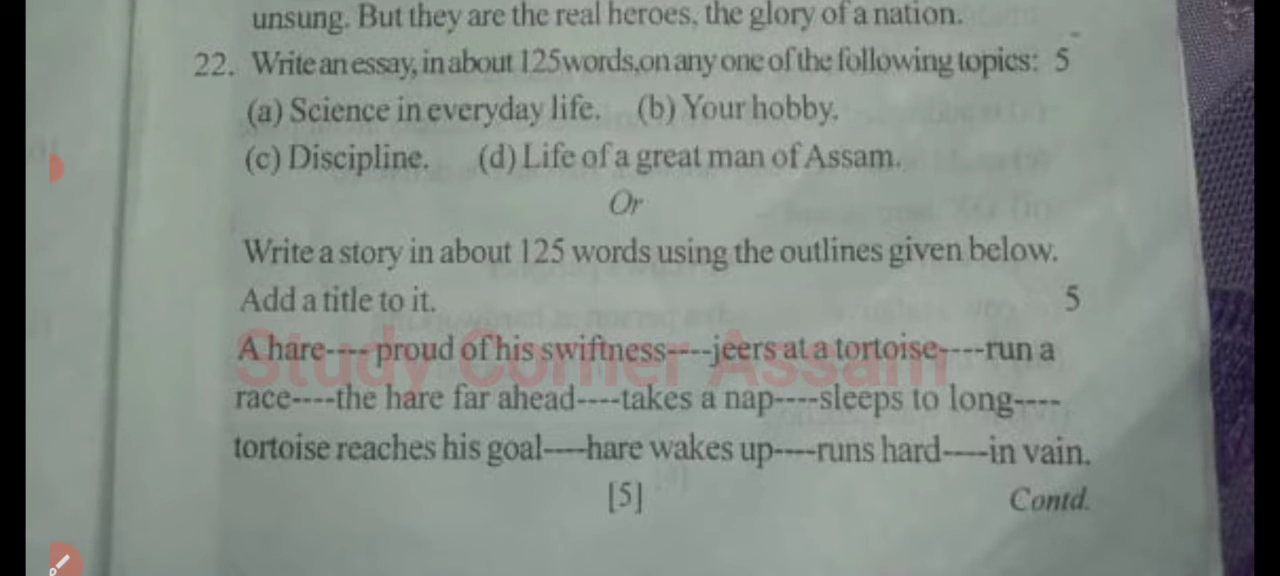 unsung. But they are the real heroes, the glory of a nation.
22. Write an essay, in about 125words,on any one of the following topics: 5
(a) Science in everyday life. (b) Your hobby.
(c) Discipline. (d) Life of a great man of Assam.
Or
Write a story in about 125 words using the outlines given below.
Add a title to it. 5
Study Corner Assam
A hare---- proud of his swiftness----jeers at a tortoise----run a
race----the hare far ahead----takes a nap----sleeps to long----
tortoise reaches his goal----hare wakes up----runs hard----in vain.
[5] Contd.